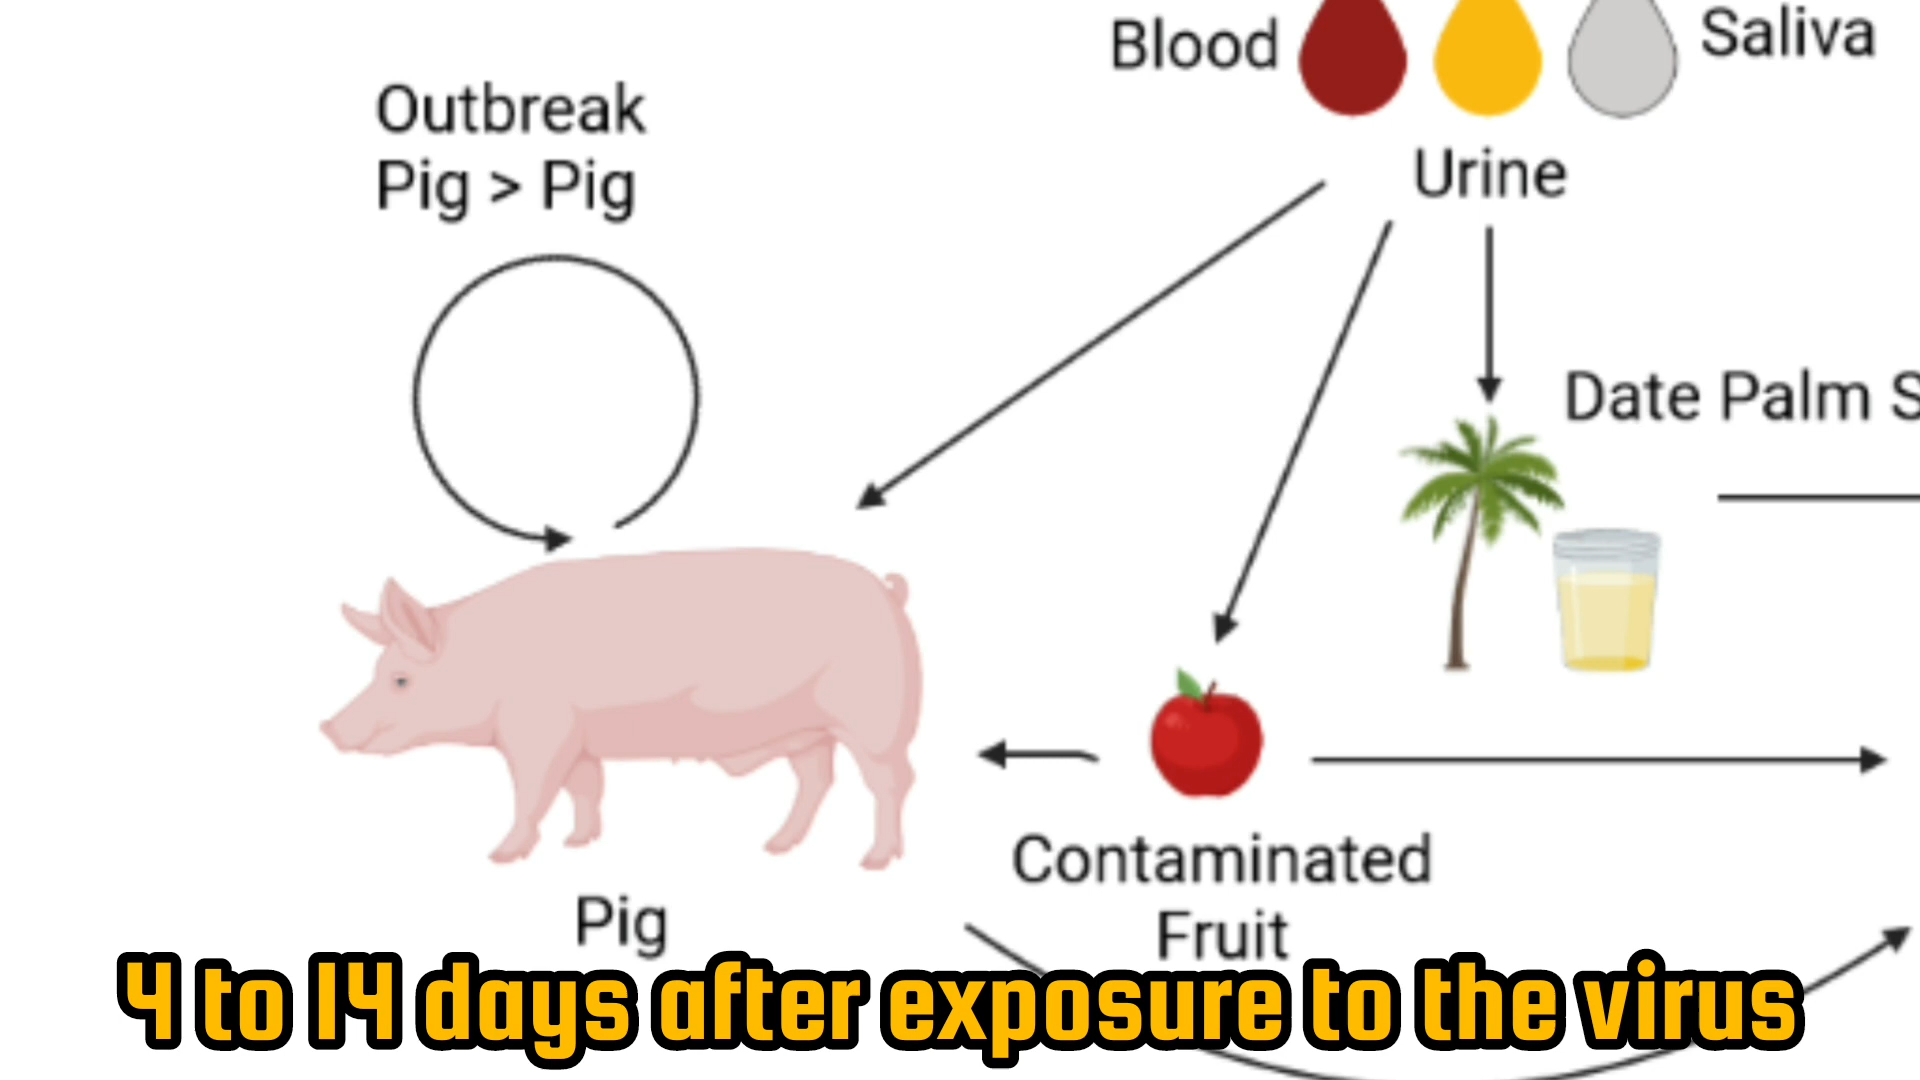 Blood
Saliva
Urine
Outbreak
Pig > Pig
Date Palm S
Contaminated
Fruit
Pig
4 to 14 days after exposure to the virus